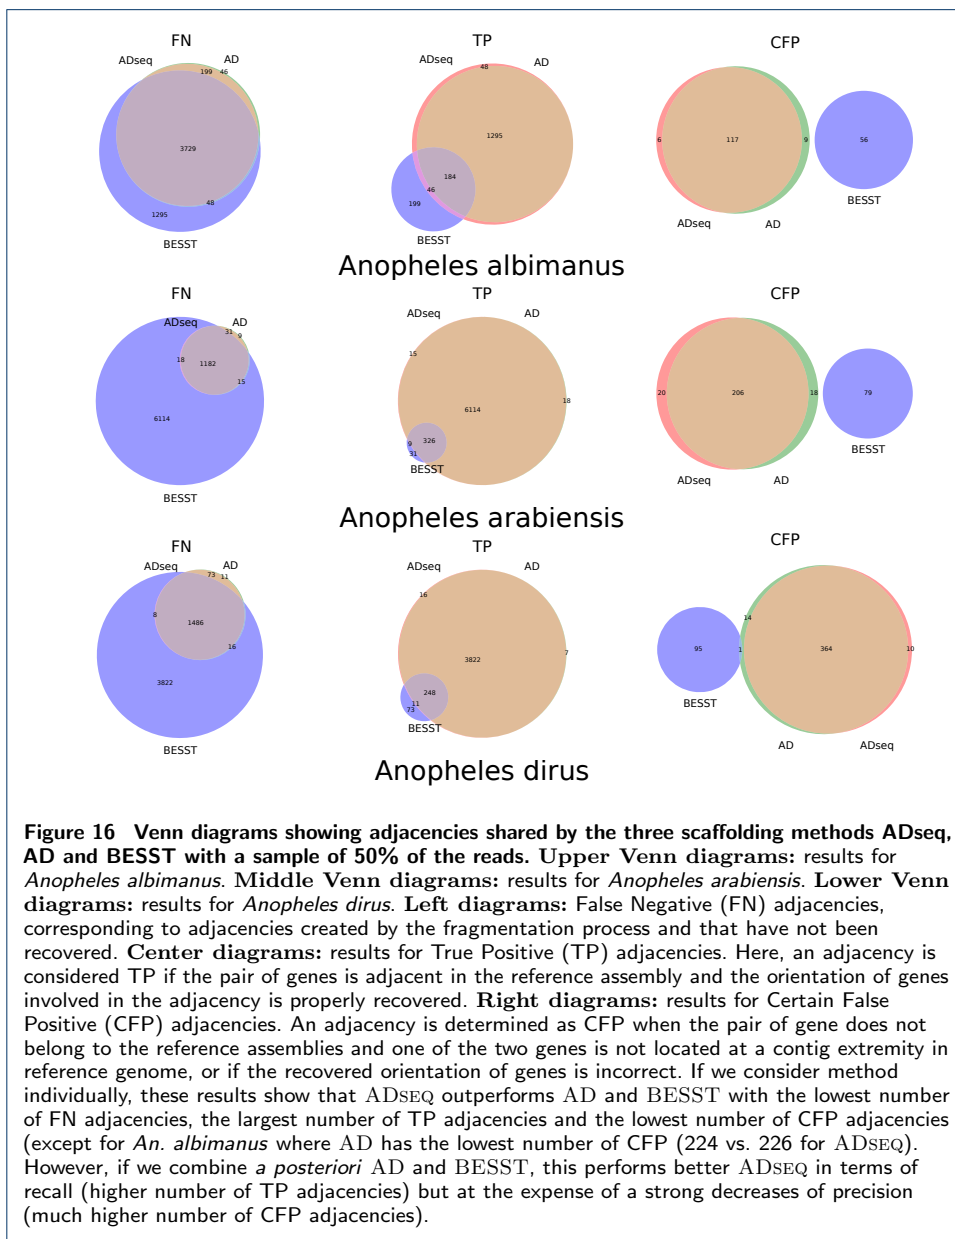 FN
TP
CFP
ADseq
AD
199
46
3729
48
1295
BESST
ADseq
AD
48
1295
184
46
199
BESST
6
117
9
56
BESST
ADseq
AD
Anopheles albimanus
FN
TP
CFP
ADseq
AD
31
9
18
1182
15
6114
BESST
ADseq
AD
15
6114
18
9
326
31
BESST
20
206
18
79
BESST
ADseq
AD
Anopheles arabiensis
FN
TP
CFP
ADseq
AD
73
11
8
1486
16
3822
BESST
ADseq
AD
16
3822
7
248
11
73
BESST
14
95
1
364
10
BESST
AD
ADseq
Anopheles dirus
Figure 16 Venn diagrams showing adjacencies shared by the three scaffolding methods ADseq,
AD and BESST with a sample of 50% of the reads. Upper Venn diagrams: results for
Anopheles albimanus. Middle Venn diagrams: results for Anopheles arabiensis. Lower Venn
diagrams: results for Anopheles dirus. Left diagrams: False Negative (FN) adjacencies,
corresponding to adjacencies created by the fragmentation process and that have not been
recovered. Center diagrams: results for True Positive (TP) adjacencies. Here, an adjacency is
considered TP if the pair of genes is adjacent in the reference assembly and the orientation of genes
involved in the adjacency is properly recovered. Right diagrams: results for Certain False
Positive (CFP) adjacencies. An adjacency is determined as CFP when the pair of gene does not
belong to the reference assemblies and one of the two genes is not located at a contig extremity in
reference genome, or if the recovered orientation of genes is incorrect. If we consider method
individually, these results show that ADSEQ outperforms AD and BESST with the lowest number
of FN adjacencies, the largest number of TP adjacencies and the lowest number of CFP adjacencies
(except for An. albimanus where AD has the lowest number of CFP (224 vs. 226 for ADSEQ).
However, if we combine a posteriori AD and BESST, this performs better ADSEQ in terms of
recall (higher number of TP adjacencies) but at the expense of a strong decreases of precision
(much higher number of CFP adjacencies).